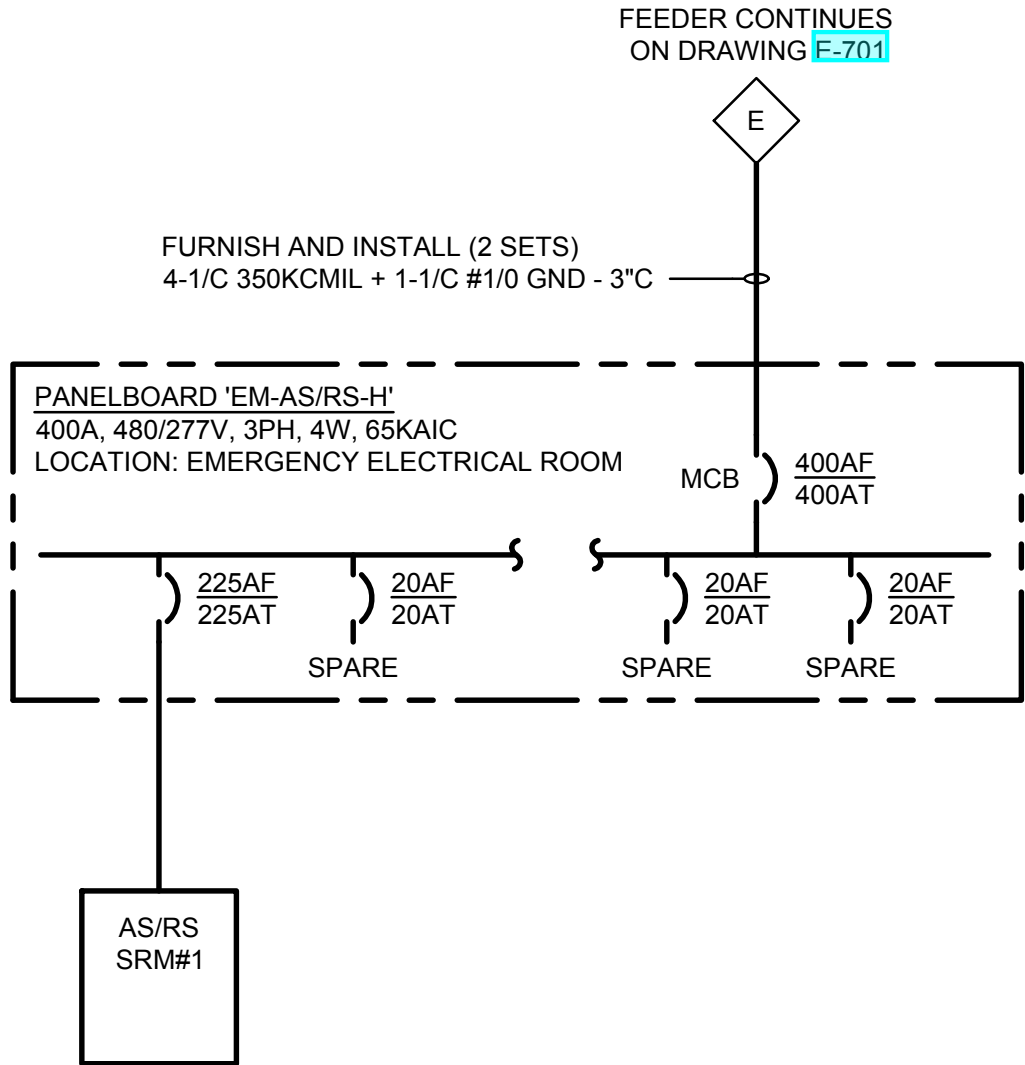 FEEDER CONTINUES
ON DRAWING E-701
E
FURNISH AND INSTALL (2 SETS)
4-1/C 350KCMIL + 1-1/C #1/0 GND - 3"C
PANELBOARD 'EM-AS/RS-H'
400A, 480/277V, 3PH, 4W, 65KAIC
LOCATION: EMERGENCY ELECTRICAL ROOM
MCB
400AF
400AT
225AF
225AT
20AF
20AT
SPARE
20AF
20AT
SPARE
20AF
20AT
SPARE
AS/RS
SRM#1